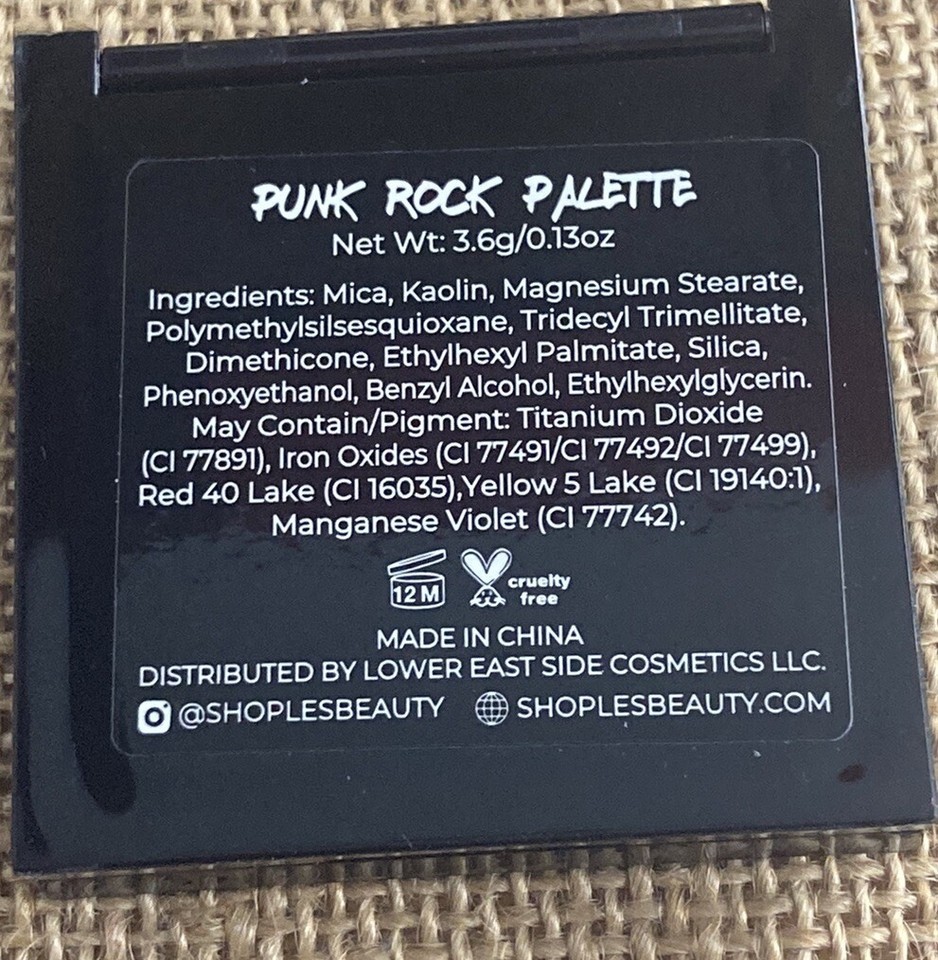 PUNK ROCK PALETTE
Net Wt: 3.6g/0.13oz
Ingredients: Mica, Kaolin, Magnesium Stearate,
Polymethylsilsesquioxane, Tridecyl Trimellitate,
Dimethicone, Ethylhexyl Palmitate, Silica,
Phenoxyethanol, Benzyl Alcohol, Ethylhexylglycerin.
May Contain/Pigment: Titanium Dioxide
(CI 77891), Iron Oxides (CI 77491/CI 77492/CI 77499),
Red 40 Lake (CI 16035),Yellow 5 Lake (CI 19140:1),
Manganese Violet (CI 77742).
12 M cruelty
free
MADE IN CHINA
DISTRIBUTED BY LOWER EAST SIDE COSMETICS LLC.
@SHOPLESBEAUTY SHOPLESBEAUTY.COM